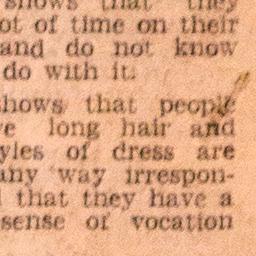 shows that they
ot of time on their
and do not know
do with it.
shows that people
e long hair and
yles of dress are
any way irrespon-
that they have a
sense of vocation